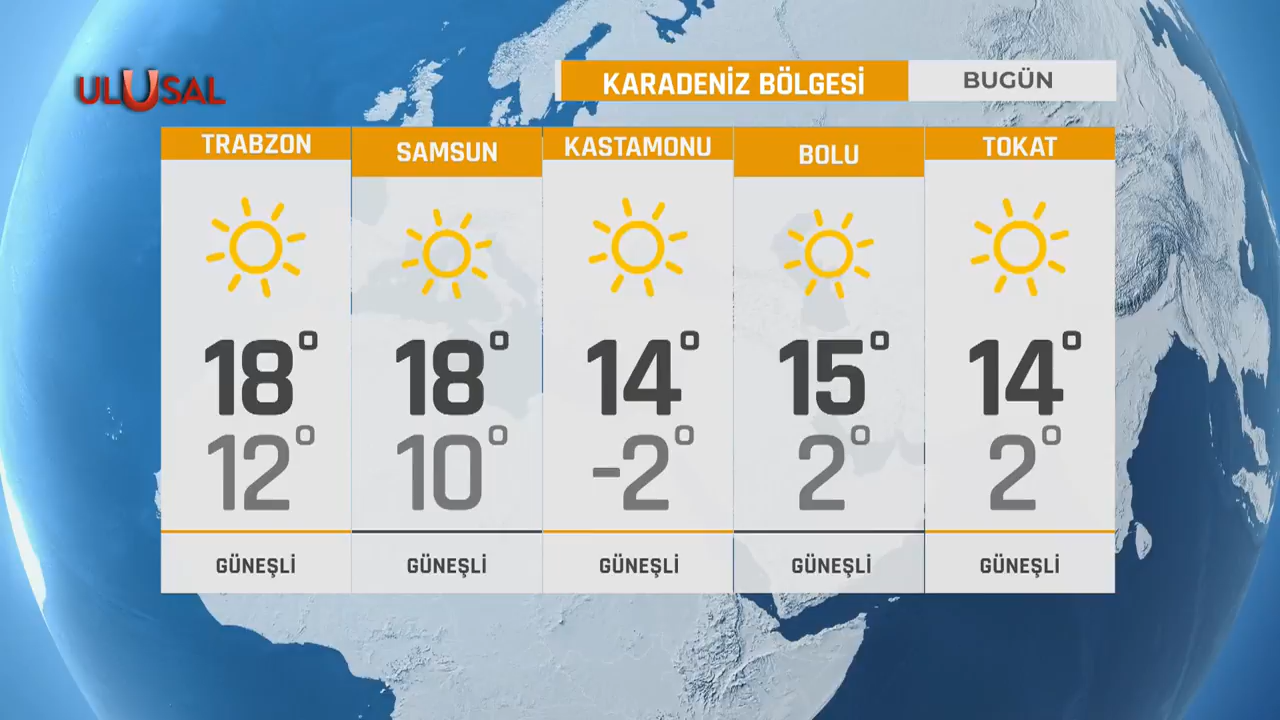 ULUSAL
KARADENİZ BÖLGESİ BUGÜN
TRABZON SAMSUN KASTAMONU BOLU TOKAT
18° 18° 14° 15° 14°
12° 10° -2° 2° 2°
GÜNEŞLİ GÜNEŞLİ GÜNEŞLİ GÜNEŞLİ GÜNEŞLİ